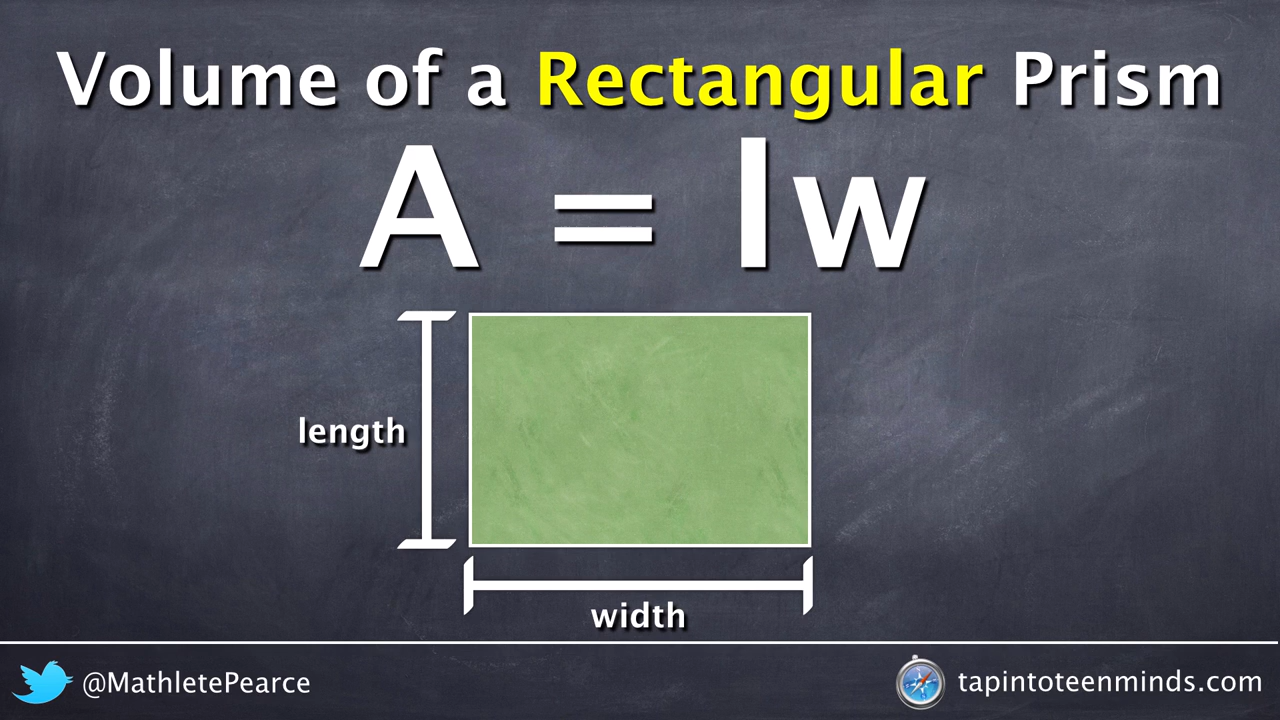 Volume of a Rectangular Prism
A = lw
length
width
@MathletePearce
tapintoteenminds.com